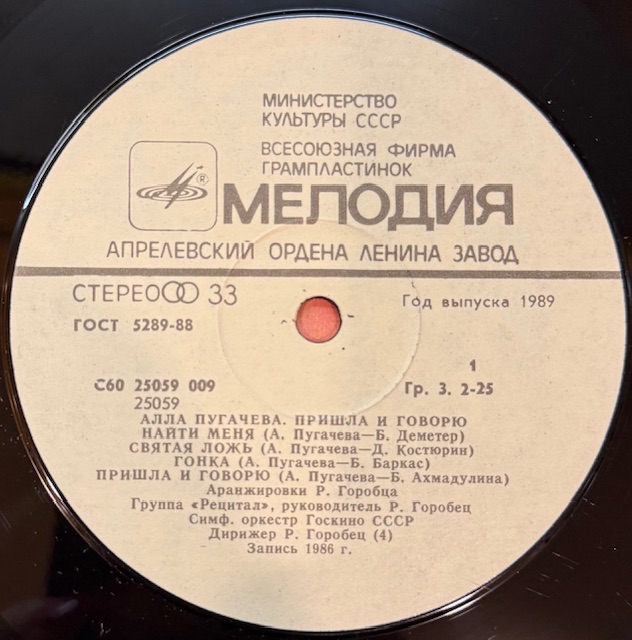 МИНИСТЕРСТВО
КУЛЬТУРЫ СССР
ВСЕСОЮЗНАЯ ФИРМА
ГРАМПЛАСТИНОК
®
МЕЛОДИЯ
АПРЕЛЕВСКИЙ ОРДЕНА ЛЕНИНА ЗАВОД
СТЕРЕО 33
Год выпуска 1989
ГОСТ 5289-88
1
С60 25059 009
Гр. 3. 2-25
25059
АЛЛА ПУГАЧЕВА. ПРИШЛА И ГОВОРЮ
НАЙТИ МЕНЯ (А. Пугачева—Б. Деметер)
СВЯТАЯ ЛОЖЬ (А. Пугачева—Д. Костюрин)
ГОНКА (А. Пугачева—Б. Баркас)
ПРИШЛА И ГОВОРЮ (А. Пугачева—Б. Ахмадулина)
Аранжировки Р. Горобца
Группа «Рецитал», руководитель Р. Горобец
Симф. оркестр Госкино СССР
Дирижер Р. Горобец (4)
Запись 1986 г.